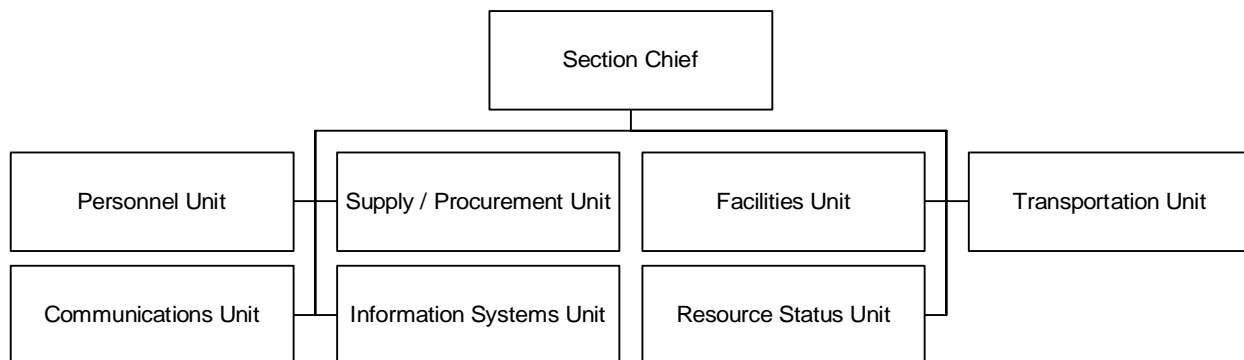 Section Chief
Personnel Unit
Supply / Procurement Unit
Facilities Unit
Transportation Unit
Communications Unit
Information Systems Unit
Resource Status Unit